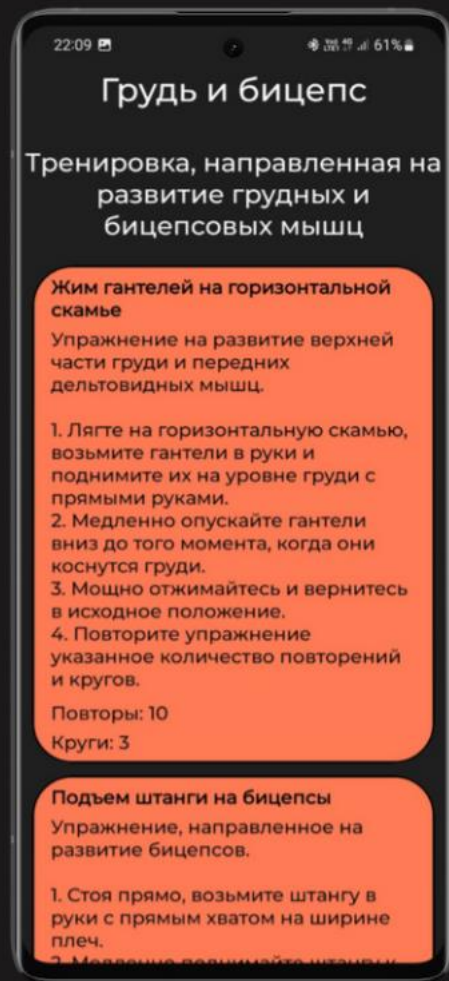 22:09 61%
Грудь и бицепс
Тренировка, направленная на
развитие грудных и
бицепсовых мышц
Жим гантелей на горизонтальной
скамье
Упражнение на развитие верхней
части груди и передних
дельтовидных мышц.
1. Лягте на горизонтальную скамью,
возьмите гантели в руки и
поднимите их на уровне груди с
прямыми руками.
2. Медленно опускайте гантели
вниз до того момента, когда они
коснутся груди.
3. Мощно отжимайтесь и вернитесь
в исходное положение.
4. Повторите упражнение
указанное количество повторений
и кругов.
Повторы: 10
Круги: 3
Подъем штанги на бицепсы
Упражнение, направленное на
развитие бицепсов.
1. Стоя прямо, возьмите штангу в
руки с прямым хватом на ширине
плеч.
2. Медленно поднимайте штангу к